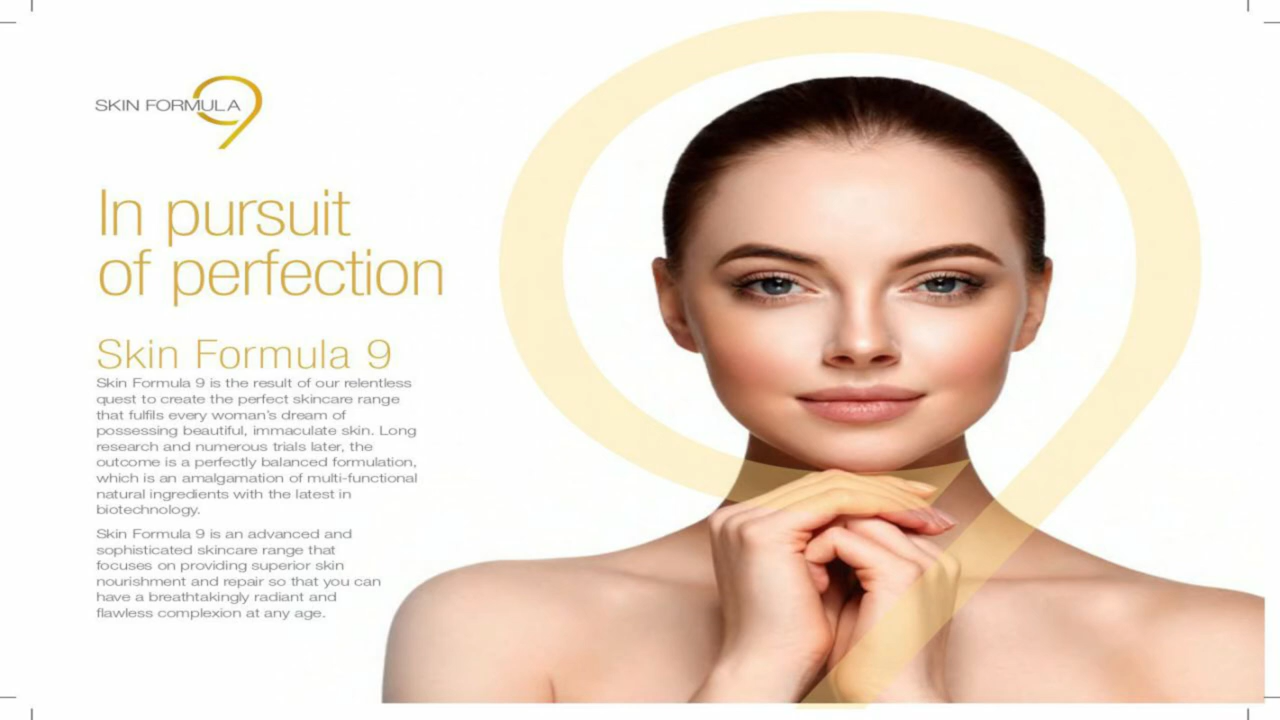 SKIN FORMULA 9
In pursuit
of perfection
Skin Formula 9
Skin Formula 9 is the result of our relentless
quest to create the perfect skincare range
that fulfils every woman's dream of
possessing beautiful, immaculate skin. Long
research and numerous trials later, the
outcome is a perfectly balanced formulation,
which is an amalgamation of multi-functional
natural ingredients with the latest in
biotechnology.
Skin Formula 9 is an advanced and
sophisticated skincare range that
focuses on providing superior skin
nourishment and repair so that you can
have a breathtakingly radiant and
flawless complexion at any age.